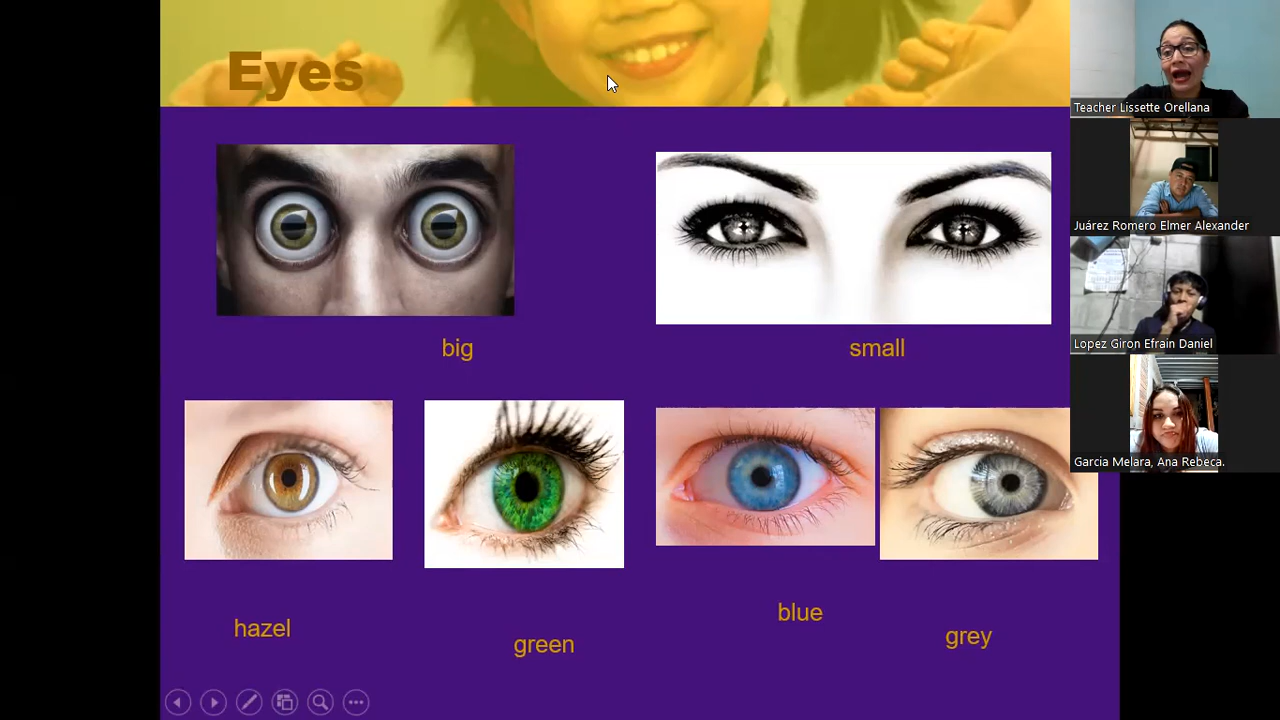 Eyes
big
small
hazel
green
blue
grey
Teacher Lissette Orellana
Juárez Romero Elmer Alexander
Lopez Giron Efrain Daniel
Garcia Melara, Ana Rebeca.